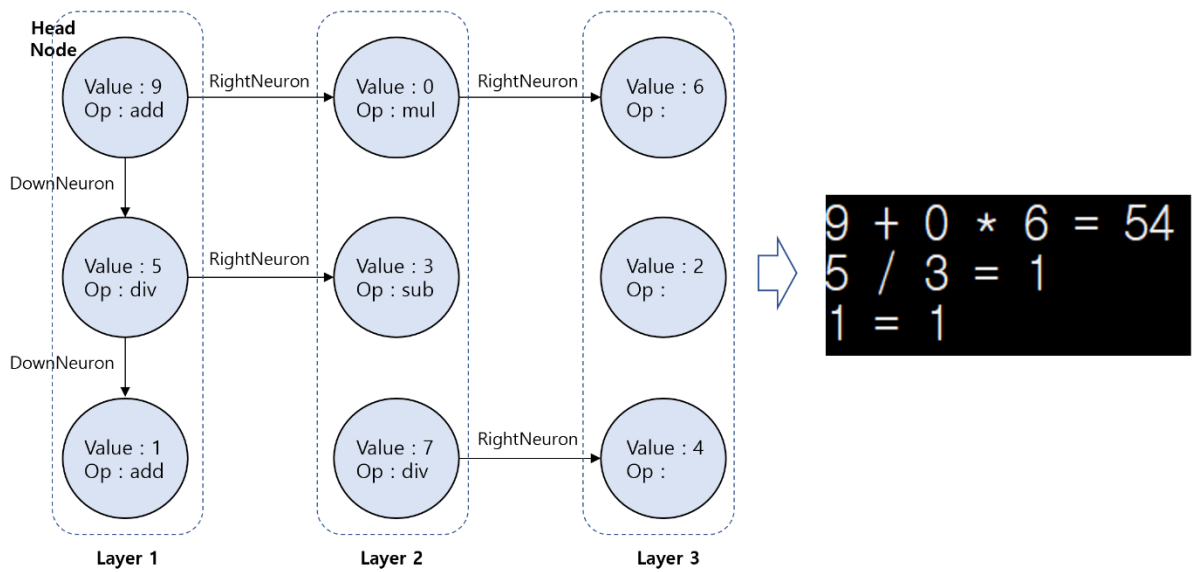 Head
Node
Value : 9
Op : add
RightNeuron
Value : 0
Op : mul
RightNeuron
Value : 6
Op :
DownNeuron
Value : 5
Op : div
RightNeuron
Value : 3
Op : sub
Value : 2
Op :
DownNeuron
Value : 1
Op : add
Value : 7
Op : div
RightNeuron
Value : 4
Op :
Layer 1
Layer 2
Layer 3
9 + 0 * 6 = 54
5 / 3 = 1
1 = 1